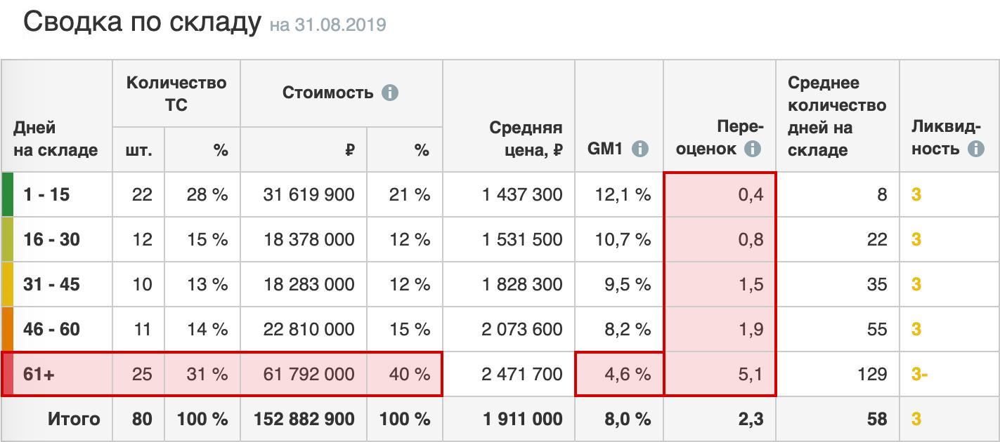 Сводка по складу на 31.08.2019
Дней на складе | Количество ТС | Стоимость | Средняя цена, ₽ | GM1 | Пере-оценок | Среднее количество дней на складе | Ликвид-ность
шт. | % | ₽ | %
1 - 15 | 22 | 28 % | 31 619 900 | 21 % | 1 437 300 | 12,1 % | 0,4 | 8 | 3
16 - 30 | 12 | 15 % | 18 378 000 | 12 % | 1 531 500 | 10,7 % | 0,8 | 22 | 3
31 - 45 | 10 | 13 % | 18 283 000 | 12 % | 1 828 300 | 9,5 % | 1,5 | 35 | 3
46 - 60 | 11 | 14 % | 22 810 000 | 15 % | 2 073 600 | 8,2 % | 1,9 | 55 | 3
61+ | 25 | 31 % | 61 792 000 | 40 % | 2 471 700 | 4,6 % | 5,1 | 129 | 3-
Итого | 80 | 100 % | 152 882 900 | 100 % | 1 911 000 | 8,0 % | 2,3 | 58 | 3